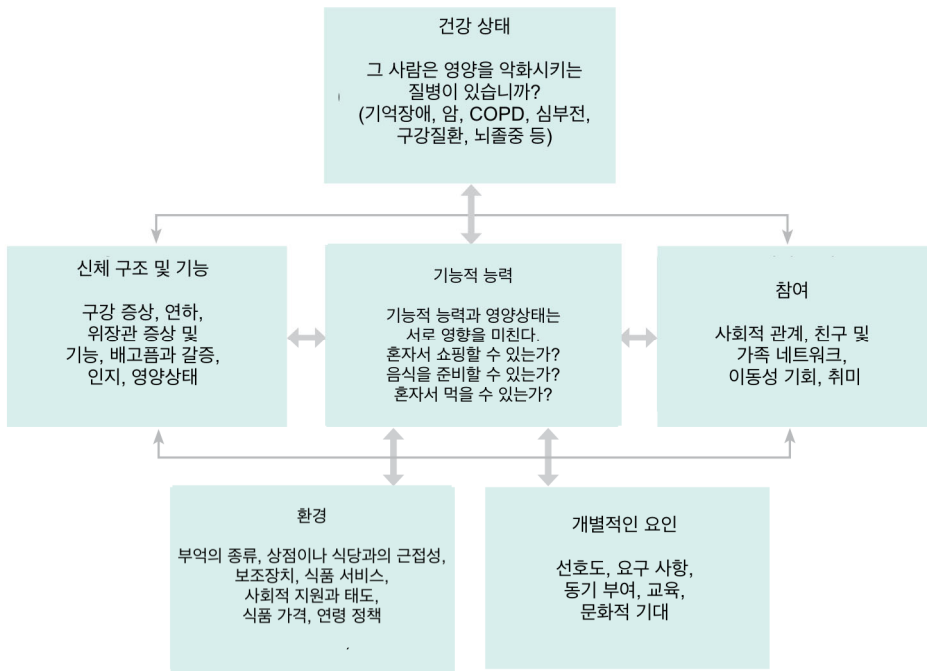 건강 상태
그 사람은 영양을 악화시키는
질병이 있습니까?
(기억장애, 암, COPD, 심부전,
구강질환, 뇌졸중 등)
신체 구조 및 기능
구강 증상, 연하,
위장관 증상 및
기능, 배고픔과 갈증,
인지, 영양상태
기능적 능력
기능적 능력과 영양상태는
서로 영향을 미친다.
혼자서 쇼핑할 수 있는가?
음식을 준비할 수 있는가?
혼자서 먹을 수 있는가?
참여
사회적 관계, 친구 및
가족 네트워크,
이동성 기회, 취미
환경
부엌의 종류, 상점이나 식당과의 근접성,
보조장치, 식품 서비스,
사회적 지원과 태도,
식품 가격, 연령 정책
개별적인 요인
선호도, 요구 사항,
동기 부여, 교육,
문화적 기대